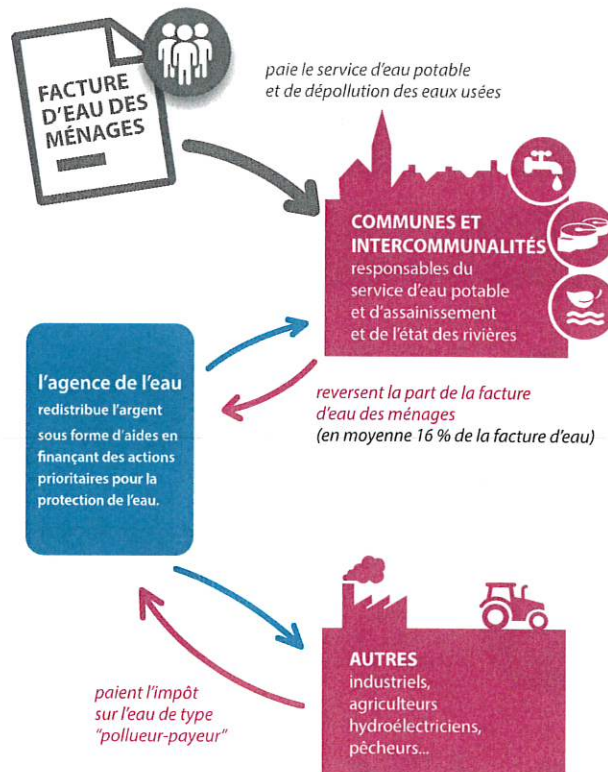 FACTURE
D'EAU DES
MÉNAGES
paie le service d'eau potable
et de dépollution des eaux usées
COMMUNES ET
INTERCOMMUNALITÉS
responsables du
service d'eau potable
et d'assainissement
et de l'état des rivières
l'agence de l'eau
redistribue l'argent
sous forme d'aides en
finançant des actions
prioritaires pour la
protection de l'eau.
reversent la part de la facture
d'eau des ménages
(en moyenne 16 % de la facture d'eau)
AUTRES
industriels,
agriculteurs
hydroélectriciens,
pêcheurs...
paient l'impôt
sur l'eau de type
"pollueur-payeur"